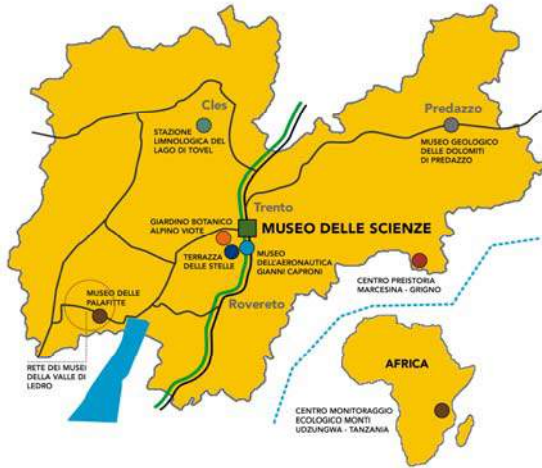 Cles
STAZIONE
LIMNOLOGICA DEL
LAGO DI TOVEL
Predazzo
MUSEO GEOLOGICO
DELLE DOLOMITI
DI PREDAZZO
Trento
GIARDINO BOTANICO
ALPINO VIOTE
MUSEO DELLE SCIENZE
TERRAZZA
DELLE STELLE
MUSEO
DELL'AERONAUTICA
GIANNI CAPRONI
CENTRO PREISTORIA
MARCESINA - GRIGNO
MUSEO DELLE
PALAFITTE
Rovereto
RETE DEI MUSEI
DELLA VALLE DI
LEDRO
AFRICA
CENTRO MONITORAGGIO
ECOLOGICO MONTI
UDZUNGWA - TANZANIA